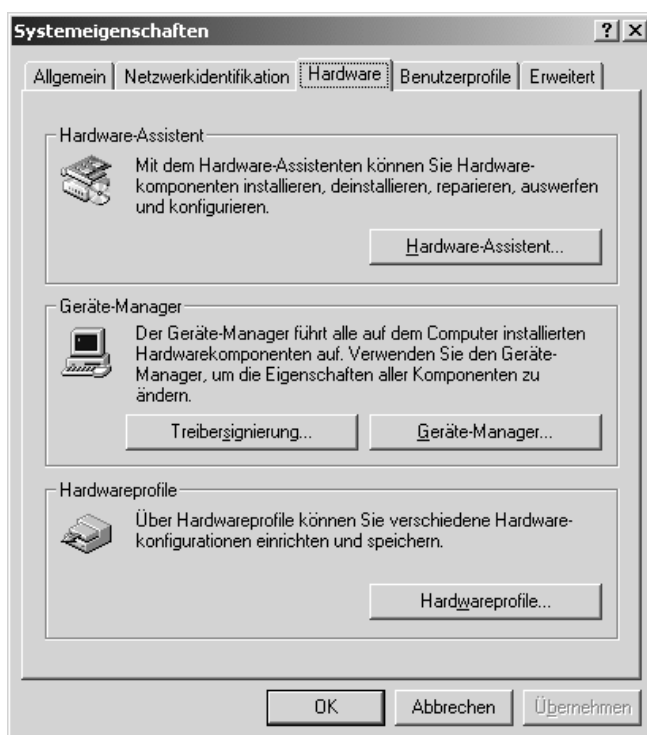 Systemeigenschaften
Allgemein Netzwerkidentifikation Hardware Benutzerprofile Erweitert
Hardware-Assistent
Mit dem Hardware-Assistenten können Sie Hardware-
komponenten installieren, deinstallieren, reparieren, auswerfen
und konfigurieren.
Hardware-Assistent...
Geräte-Manager
Der Geräte-Manager führt alle auf dem Computer installierten
Hardwarekomponenten auf. Verwenden Sie den Geräte-
Manager, um die Eigenschaften aller Komponenten zu
ändern.
Treibersignierung... Geräte-Manager...
Hardwareprofile
Über Hardwareprofile können Sie verschiedene Hardware-
konfigurationen einrichten und speichern.
Hardwareprofile...
OK Abbrechen Übernehmen